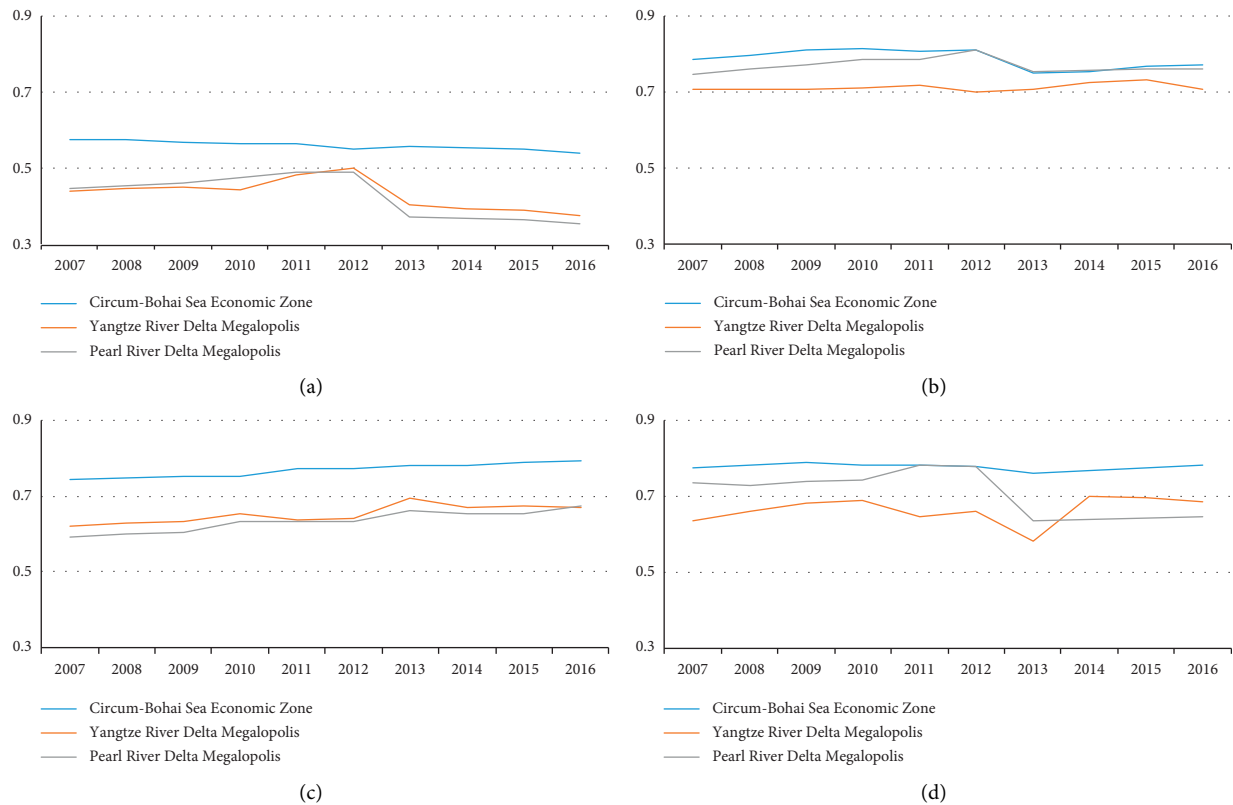 0.9
0.7
0.5
0.3
2007 2008 2009 2010 2011 2012 2013 2014 2015 2016
Circum-Bohai Sea Economic Zone
Yangtze River Delta Megalopolis
Pearl River Delta Megalopolis
(a)
0.9
0.7
0.5
0.3
2007 2008 2009 2010 2011 2012 2013 2014 2015 2016
Circum-Bohai Sea Economic Zone
Yangtze River Delta Megalopolis
Pearl River Delta Megalopolis
(b)
0.9
0.7
0.5
0.3
2007 2008 2009 2010 2011 2012 2013 2014 2015 2016
Circum-Bohai Sea Economic Zone
Yangtze River Delta Megalopolis
Pearl River Delta Megalopolis
(c)
0.9
0.7
0.5
0.3
2007 2008 2009 2010 2011 2012 2013 2014 2015 2016
Circum-Bohai Sea Economic Zone
Yangtze River Delta Megalopolis
Pearl River Delta Megalopolis
(d)